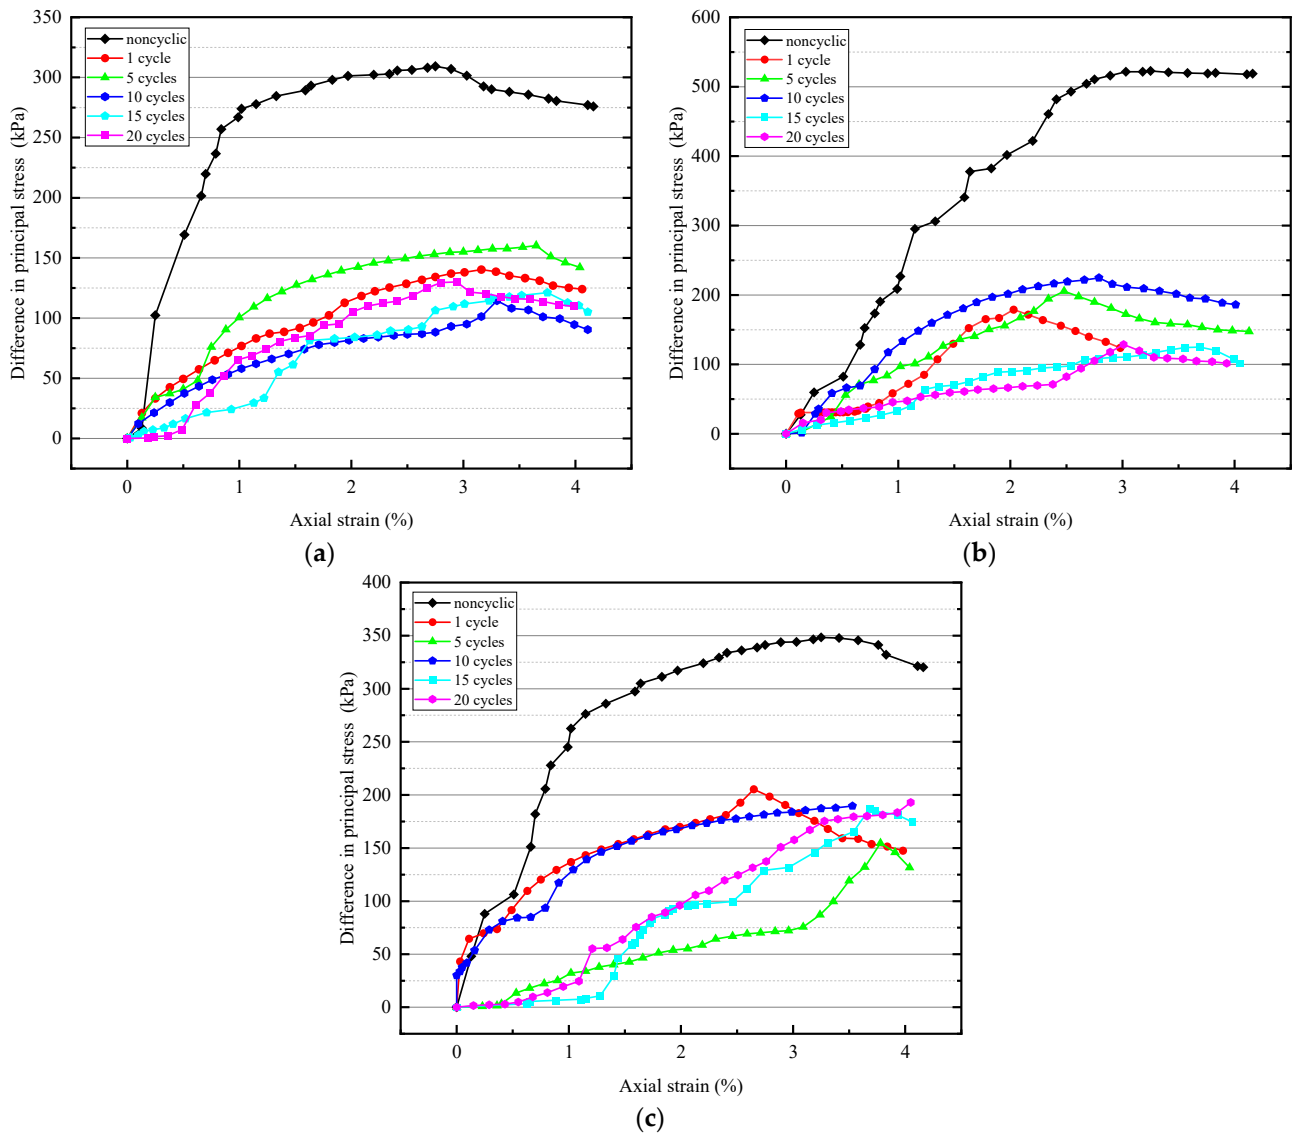 350
300
250
200
150
100
50
0
Difference in principal stress (kPa)
noncyclic
1 cycle
5 cycles
10 cycles
15 cycles
20 cycles
0 1 2 3 4
Axial strain (%)
(a)
600
500
400
300
200
100
0
-100
Difference in principal stress (kPa)
noncyclic
1 cycle
5 cycles
10 cycles
15 cycles
20 cycles
0 1 2 3 4
Axial strain (%)
(b)
400
350
300
250
200
150
100
50
0
Difference in principal stress (kPa)
noncyclic
1 cycle
5 cycles
10 cycles
15 cycles
20 cycles
0 1 2 3 4
Axial strain (%)
(c)